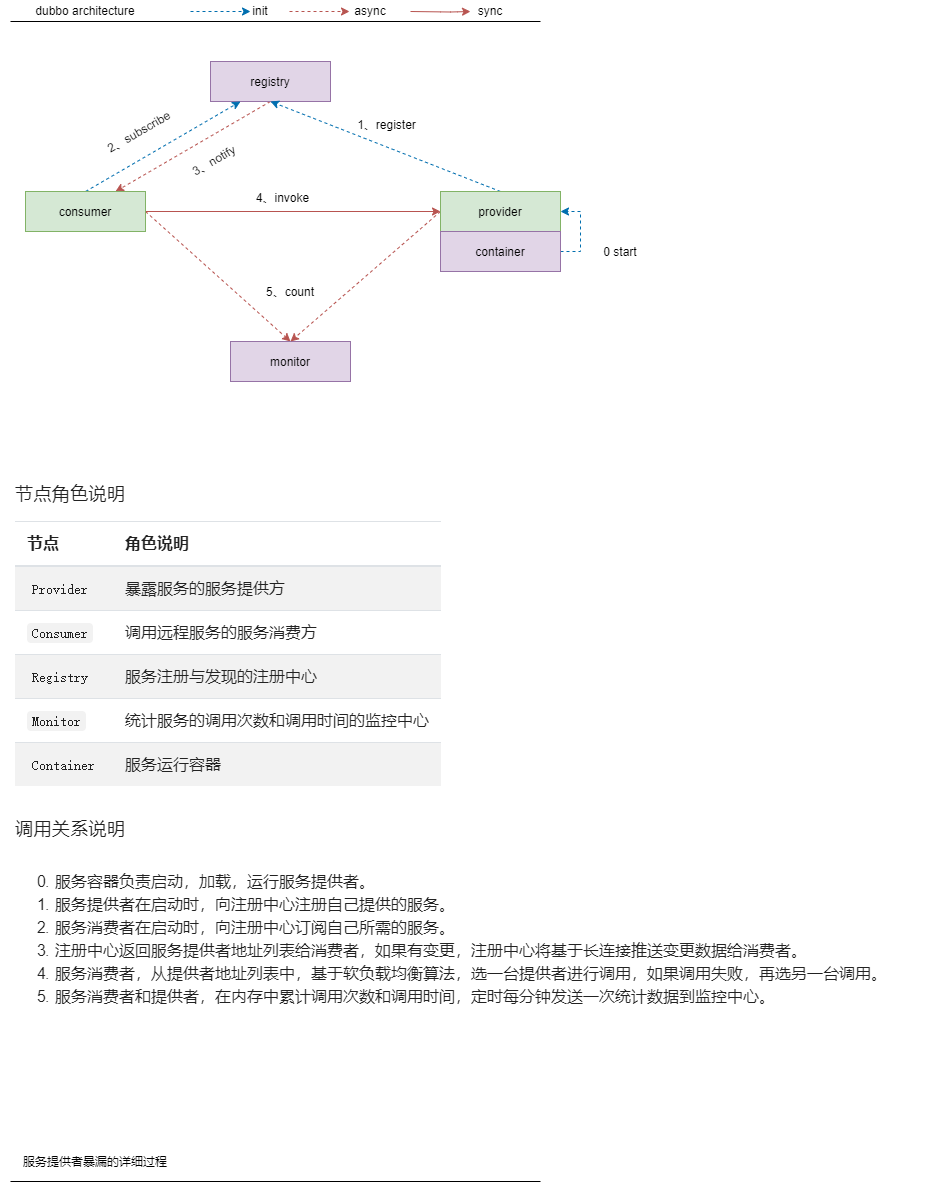 dubbo architecture init async sync
registry
2、subscribe
1、register
3、notify
4、invoke
consumer
provider
container
0 start
5、count
monitor
节点角色说明
节点 角色说明
Provider 暴露服务的服务提供方
Consumer 调用远程服务的服务消费方
Registry 服务注册与发现的注册中心
Monitor 统计服务的调用次数和调用时间的监控中心
Container 服务运行容器
调用关系说明
0. 服务容器负责启动，加载，运行服务提供者。
1. 服务提供者在启动时，向注册中心注册自己提供的服务。
2. 服务消费者在启动时，向注册中心订阅自己所需的服务。
3. 注册中心返回服务提供者地址列表给消费者，如果有变更，注册中心将基于长连接推送变更数据给消费者。
4. 服务消费者，从提供者地址列表中，基于软负载均衡算法，选一台提供者进行调用，如果调用失败，再选另一台调用。
5. 服务消费者和提供者，在内存中累计调用次数和调用时间，定时每分钟发送一次统计数据到监控中心。
服务提供者暴漏的详细过程